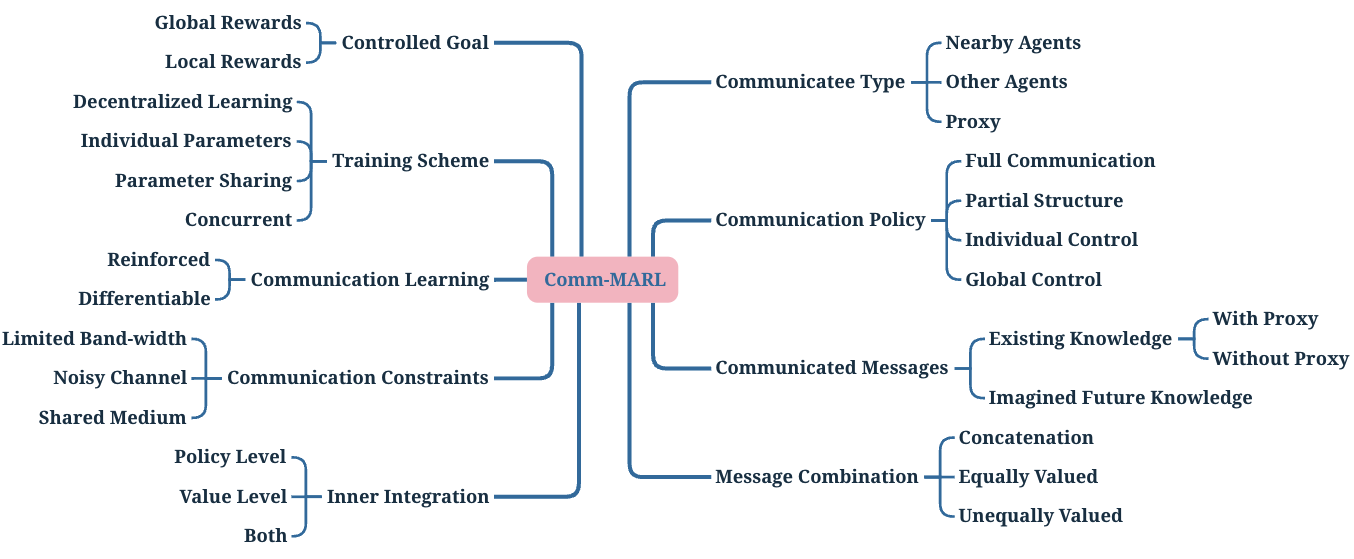 Global Rewards
Local Rewards
Controlled Goal
Decentralized Learning
Individual Parameters
Parameter Sharing
Concurrent
Training Scheme
Reinforced
Differentiable
Communication Learning
Limited Band-width
Noisy Channel
Shared Medium
Communication Constraints
Policy Level
Value Level
Both
Inner Integration
Comm-MARL
Communicatee Type
Nearby Agents
Other Agents
Proxy
Communication Policy
Full Communication
Partial Structure
Individual Control
Global Control
Communicated Messages
Existing Knowledge
With Proxy
Without Proxy
Imagined Future Knowledge
Message Combination
Concatenation
Equally Valued
Unequally Valued